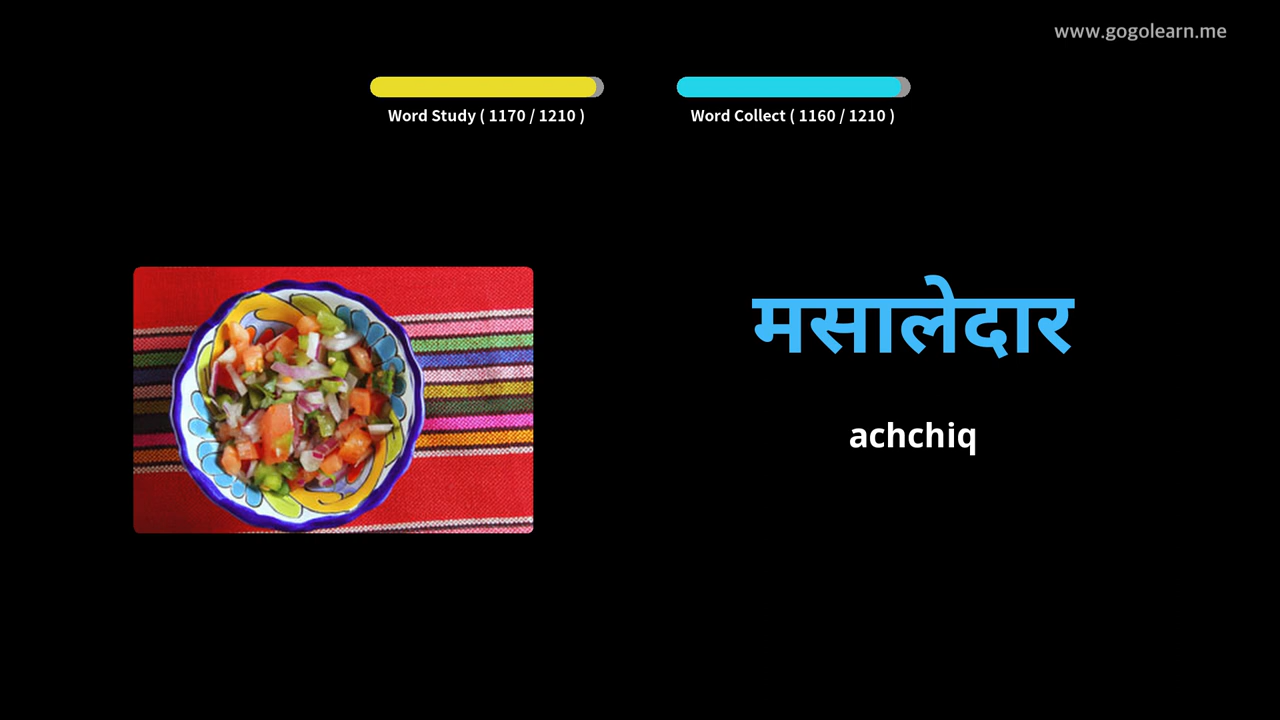 www.gogolearn.me
Word Study ( 1170 / 1210 )
Word Collect ( 1160 / 1210 )
मसालेदार
achchiq